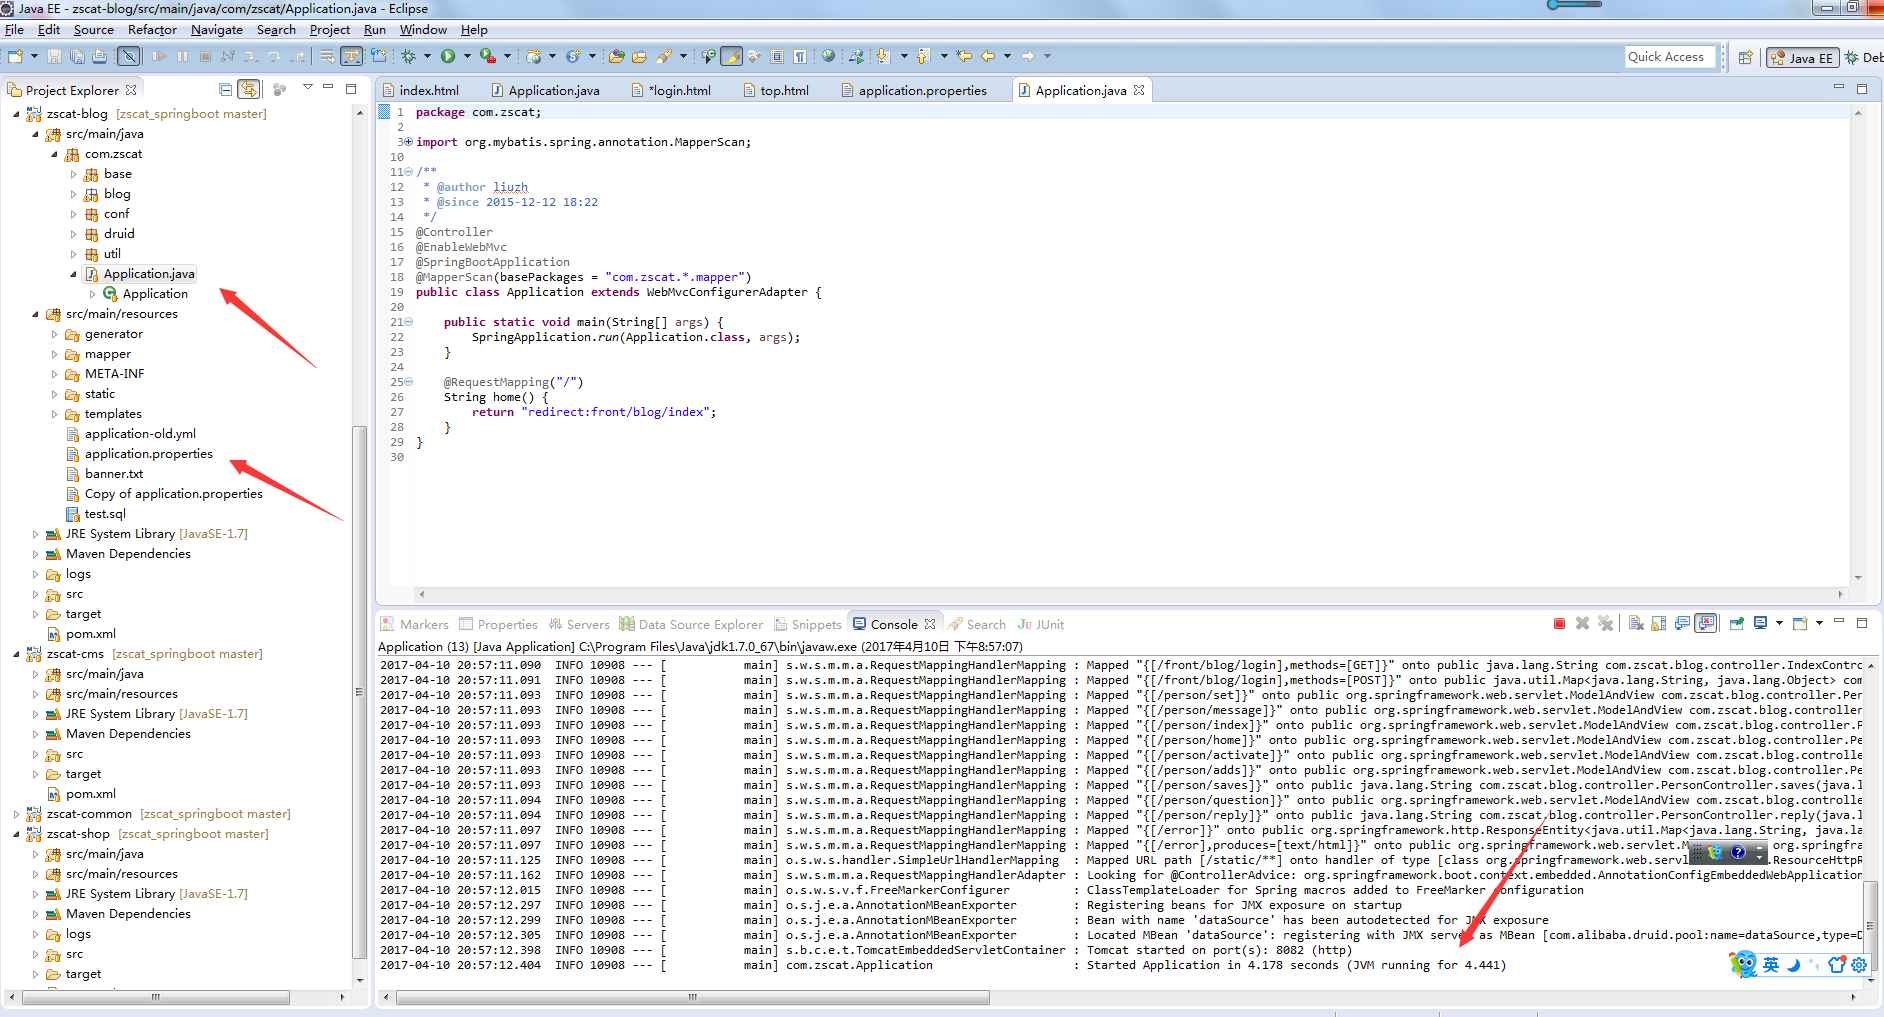 Java EE - zscat-blog/src/main/java/com/zscat/Application.java - Eclipse
File Edit Source Refactor Navigate Search Project Run Window Help
Quick Access Java EE Deb
Project Explorer
zscat-blog [zscat_springboot master]
src/main/java
com.zscat
base
blog
conf
druid
util
Application.java
Application
src/main/resources
generator
mapper
META-INF
static
templates
application-old.yml
application.properties
banner.txt
Copy of application.properties
test.sql
JRE System Library [JavaSE-1.7]
Maven Dependencies
logs
src
target
pom.xml
zscat-cms [zscat_springboot master]
src/main/java
src/main/resources
JRE System Library [JavaSE-1.7]
Maven Dependencies
src
target
pom.xml
zscat-common [zscat_springboot master]
zscat-shop [zscat_springboot master]
src/main/java
src/main/resources
JRE System Library [JavaSE-1.7]
Maven Dependencies
logs
src
target
index.html Application.java *login.html top.html application.properties Application.java
1 package com.zscat;
2
3 import org.mybatis.spring.annotation.MapperScan;
10
11 /**
12 * @author liuzh
13 * @since 2015-12-12 18:22
14 */
15 @Controller
16 @EnableWebMvc
17 @SpringBootApplication
18 @MapperScan(basePackages = "com.zscat.*.mapper")
19 public class Application extends WebMvcConfigurerAdapter {
20
21 public static void main(String[] args) {
22 SpringApplication.run(Application.class, args);
23 }
24
25 @RequestMapping("/")
26 String home() {
27 return "redirect:front/blog/index";
28 }
29 }
30
Markers Properties Servers Data Source Explorer Snippets Console Search JUnit
Application (13) [Java Application] C:\Program Files\Java\jdk1.7.0_67\bin\javaw.exe (2017年4月10日 下午8:57:07)
2017-04-10 20:57:11.090 INFO 10908 --- [ main] s.w.s.m.m.a.RequestMappingHandlerMapping : Mapped "{[/front/blog/login],methods=[GET]}" onto public java.lang.String com.zscat.blog.controller.IndexContro
2017-04-10 20:57:11.091 INFO 10908 --- [ main] s.w.s.m.m.a.RequestMappingHandlerMapping : Mapped "{[/front/blog/login],methods=[POST]}" onto public java.util.Map<java.lang.String, java.lang.Object> com
2017-04-10 20:57:11.093 INFO 10908 --- [ main] s.w.s.m.m.a.RequestMappingHandlerMapping : Mapped "{[/person/set]}" onto public org.springframework.web.servlet.ModelAndView com.zscat.blog.controller.Per
2017-04-10 20:57:11.093 INFO 10908 --- [ main] s.w.s.m.m.a.RequestMappingHandlerMapping : Mapped "{[/person/message]}" onto public org.springframework.web.servlet.ModelAndView com.zscat.blog.controller
2017-04-10 20:57:11.093 INFO 10908 --- [ main] s.w.s.m.m.a.RequestMappingHandlerMapping : Mapped "{[/person/index]}" onto public org.springframework.web.servlet.ModelAndView com.zscat.blog.controller.P
2017-04-10 20:57:11.093 INFO 10908 --- [ main] s.w.s.m.m.a.RequestMappingHandlerMapping : Mapped "{[/person/home]}" onto public org.springframework.web.servlet.ModelAndView com.zscat.blog.controller.Pe
2017-04-10 20:57:11.093 INFO 10908 --- [ main] s.w.s.m.m.a.RequestMappingHandlerMapping : Mapped "{[/person/activate]}" onto public org.springframework.web.servlet.ModelAndView com.zscat.blog.controlle
2017-04-10 20:57:11.093 INFO 10908 --- [ main] s.w.s.m.m.a.RequestMappingHandlerMapping : Mapped "{[/person/adds]}" onto public org.springframework.web.servlet.ModelAndView com.zscat.blog.controller.Pe
2017-04-10 20:57:11.093 INFO 10908 --- [ main] s.w.s.m.m.a.RequestMappingHandlerMapping : Mapped "{[/person/saves]}" onto public java.lang.String com.zscat.blog.controller.PersonController.saves(java.l
2017-04-10 20:57:11.094 INFO 10908 --- [ main] s.w.s.m.m.a.RequestMappingHandlerMapping : Mapped "{[/person/question]}" onto public org.springframework.web.servlet.ModelAndView com.zscat.blog.controlle
2017-04-10 20:57:11.094 INFO 10908 --- [ main] s.w.s.m.m.a.RequestMappingHandlerMapping : Mapped "{[/person/reply]}" onto public java.lang.String com.zscat.blog.controller.PersonController.reply(java.l
2017-04-10 20:57:11.097 INFO 10908 --- [ main] s.w.s.m.m.a.RequestMappingHandlerMapping : Mapped "{[/error]}" onto public org.springframework.http.ResponseEntity<java.util.Map<java.lang.String, java.la
2017-04-10 20:57:11.097 INFO 10908 --- [ main] s.w.s.m.m.a.RequestMappingHandlerMapping : Mapped "{[/error],produces=[text/html]}" onto public org.springframework.web.servlet.M org.springfr
2017-04-10 20:57:11.125 INFO 10908 --- [ main] o.s.w.s.handler.SimpleUrlHandlerMapping : Mapped URL path [/static/**] onto handler of type [class org.springframework.web.servl .ResourceHttpR
2017-04-10 20:57:11.162 INFO 10908 --- [ main] s.w.s.m.m.a.RequestMappingHandlerAdapter : Looking for @ControllerAdvice: org.springframework.boot.context.embedded.AnnotationConfigEmbeddedWebApplication
2017-04-10 20:57:12.015 INFO 10908 --- [ main] o.s.w.s.v.f.FreeMarkerConfigurer : ClassTemplateLoader for Spring macros added to FreeMarker configuration
2017-04-10 20:57:12.297 INFO 10908 --- [ main] o.s.j.e.a.AnnotationMBeanExporter : Registering beans for JMX exposure on startup
2017-04-10 20:57:12.299 INFO 10908 --- [ main] o.s.j.e.a.AnnotationMBeanExporter : Bean with name 'dataSource' has been autodetected for JMX exposure
2017-04-10 20:57:12.305 INFO 10908 --- [ main] o.s.j.e.a.AnnotationMBeanExporter : Located MBean 'dataSource': registering with JMX server as MBean [com.alibaba.druid.pool:name=dataSource,type=D
2017-04-10 20:57:12.398 INFO 10908 --- [ main] s.b.c.e.t.TomcatEmbeddedServletContainer : Tomcat started on port(s): 8082 (http)
2017-04-10 20:57:12.404 INFO 10908 --- [ main] com.zscat.Application : Started Application in 4.178 seconds (JVM running for 4.441)
英